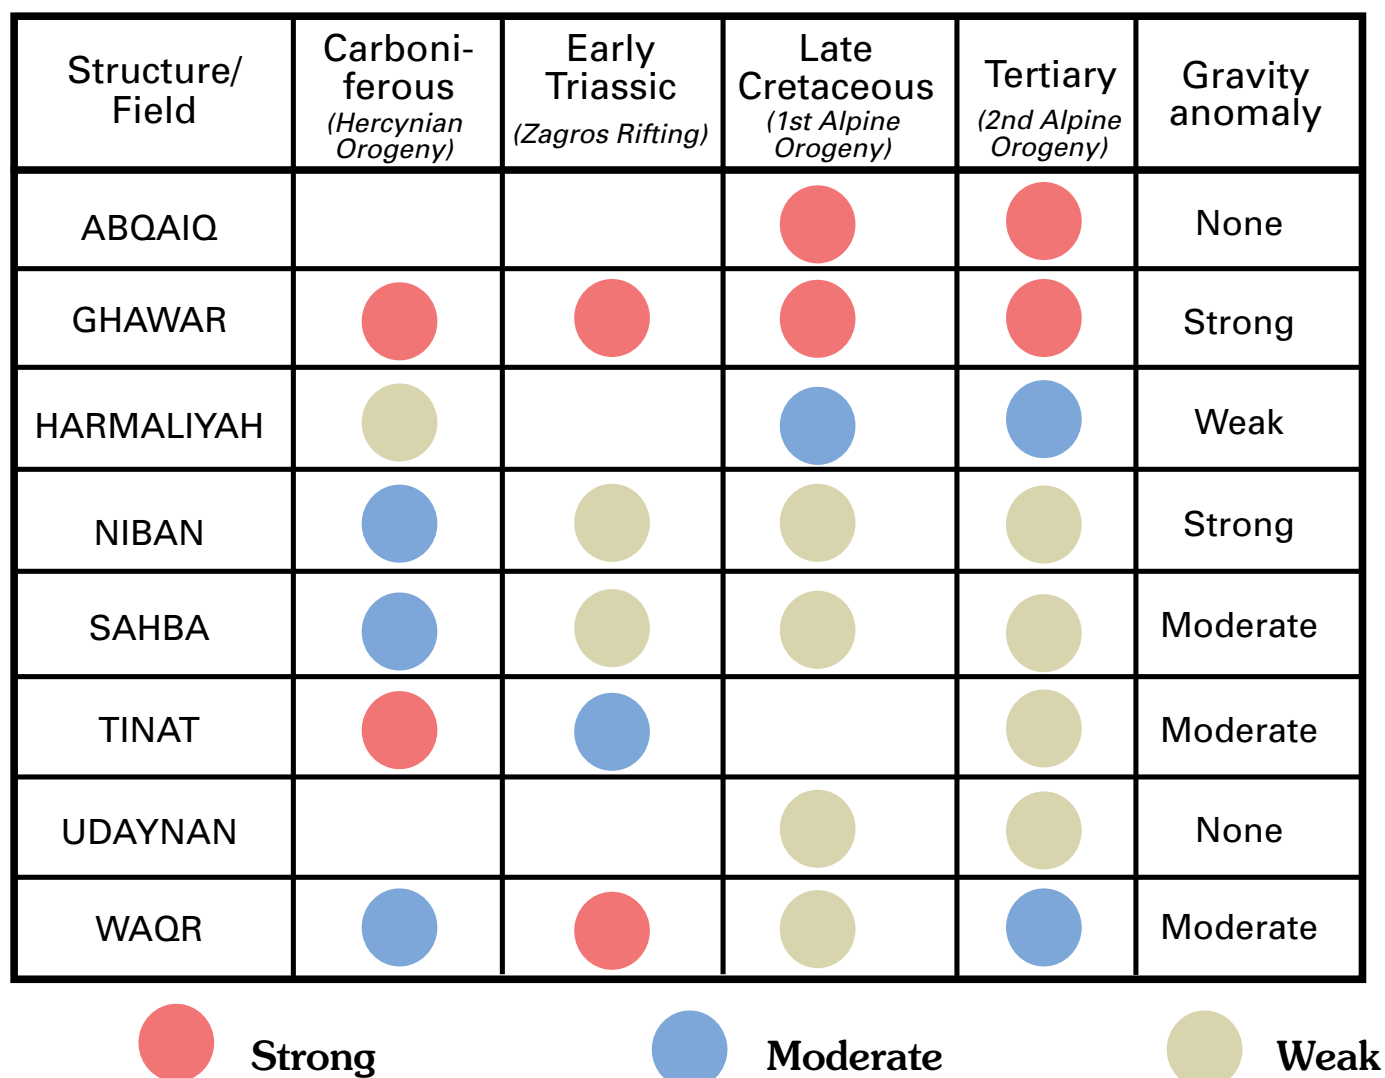 Structure/
Field
Carboni-
ferous
(Hercynian
Orogeny)
Early
Triassic
(Zagros Rifting)
Late
Cretaceous
(1st Alpine
Orogeny)
Tertiary
(2nd Alpine
Orogeny)
Gravity
anomaly
ABQAIQ
None
GHAWAR
Strong
HARMALIYAH
Weak
NIBAN
Strong
SAHBA
Moderate
TINAT
Moderate
UDAYNAN
None
WAQR
Moderate
Strong
Moderate
Weak